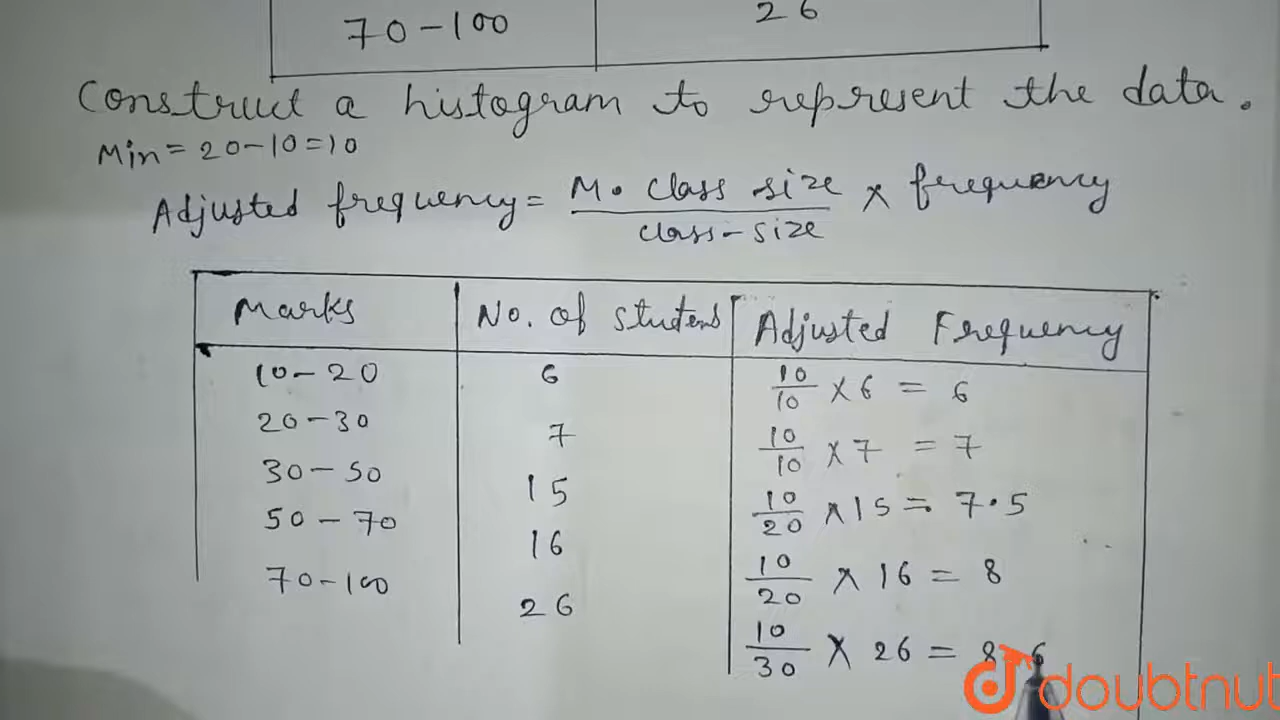 70-100 26
Construct a histogram to represent the data.
Min = 20-10=10
Adjusted frequency = M. class size / class-size × frequency
Marks No. of students Adjusted Frequency
10-20 6 10/10 × 6 = 6
20-30 7 10/10 × 7 = 7
30-50 15 10/20 × 15 = 7.5
50-70 16 10/20 × 16 = 8
70-100 26 10/30 × 26 = 8.6
doubtnut